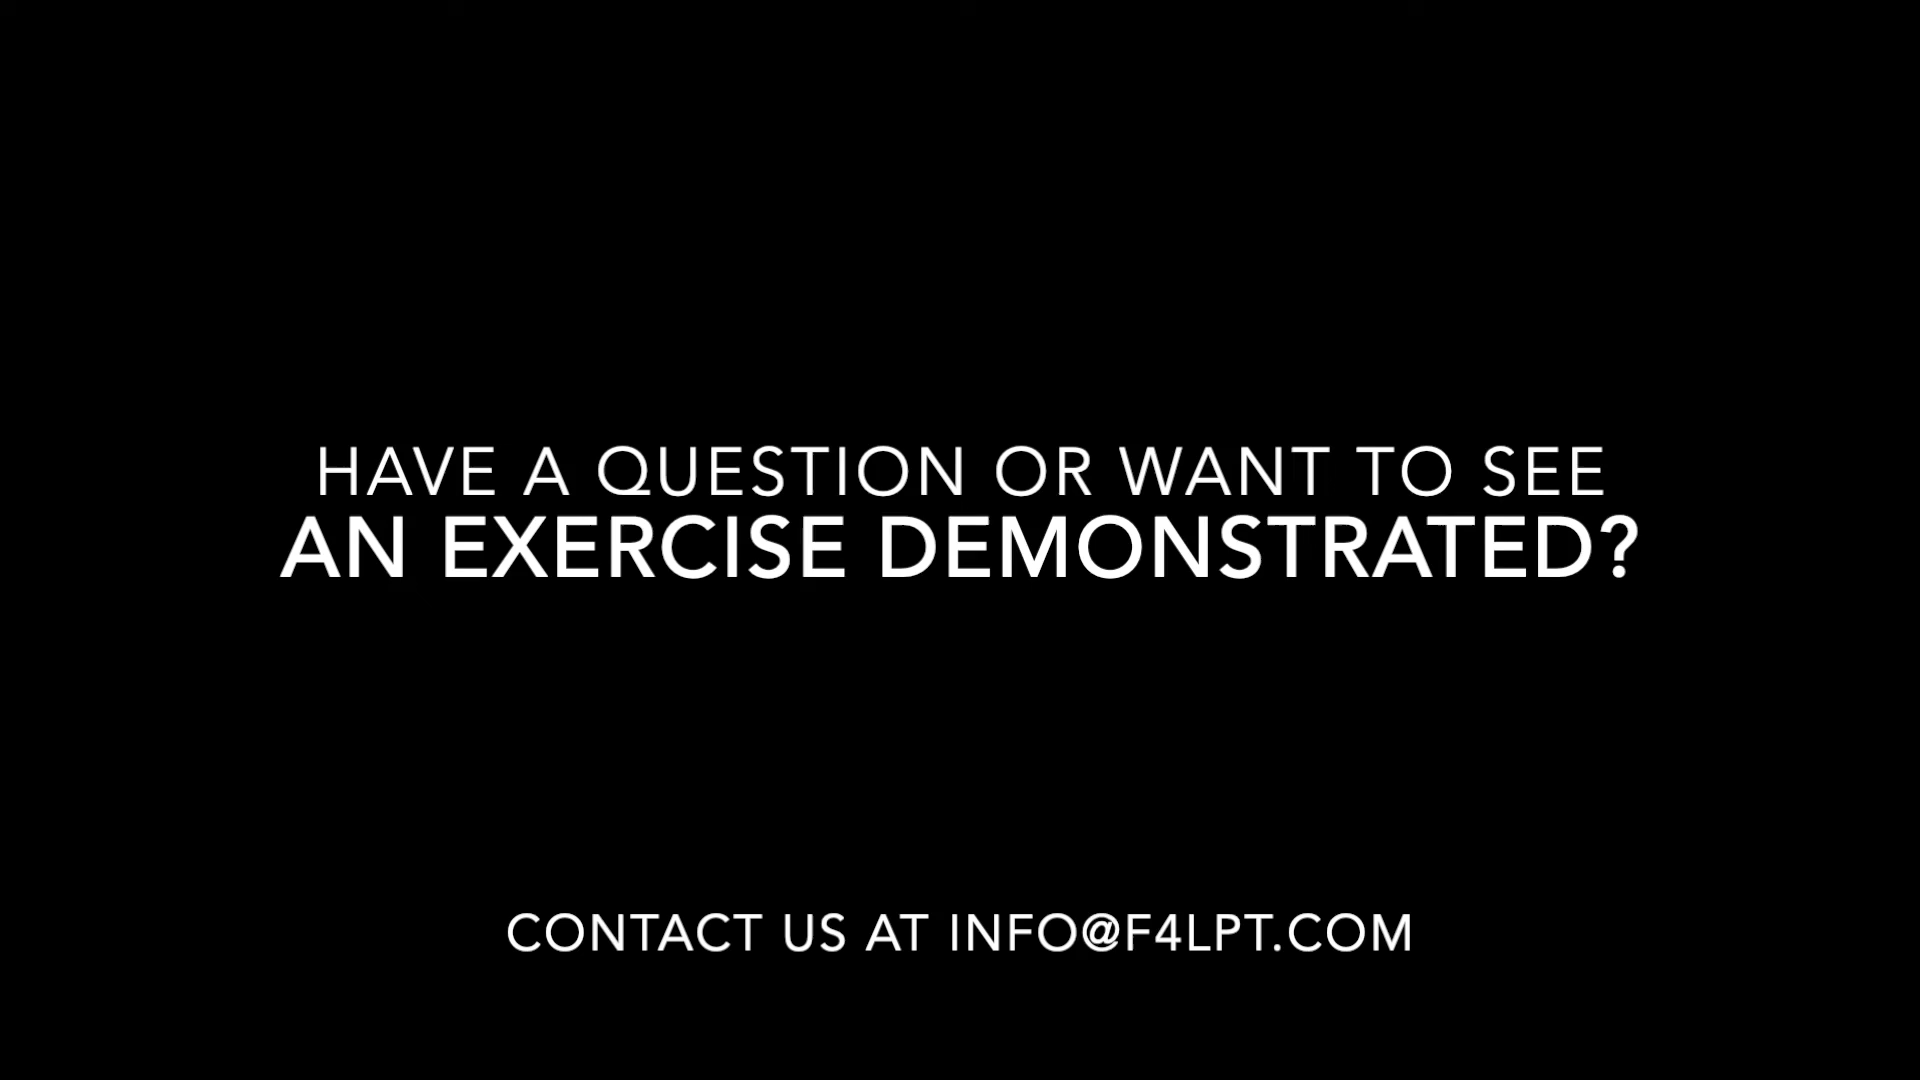 HAVE A QUESTION OR WANT TO SEE
AN EXERCISE DEMONSTRATED?
CONTACT US AT INFO@F4LPT.COM